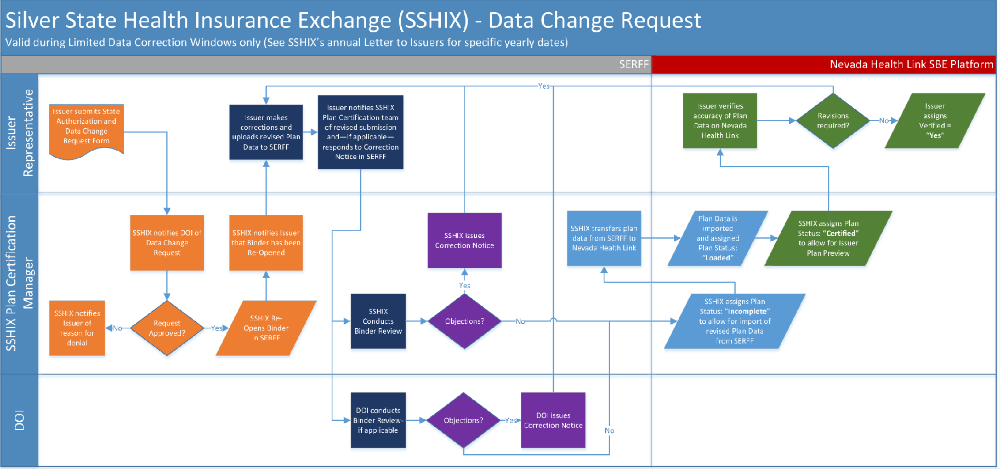 Silver State Health Insurance Exchange (SSHIX) - Data Change Request
Valid during Limited Data Correction Windows only (See SSHIX's annual Letter to Issuers for specific yearly dates)
SERFF
Nevada Health Link SBE Platform
Issuer
Representative
Issuer submits State
Authorization and
Data Change
Request Form
Issuer makes
corrections and
uploads revised Plan
Data to SERFF
Issuer notifies SSHIX
Plan Certification team
of revised submission
and—if applicable—
responds to Correction
Notice in SERFF
Yes
Issuer verifies
accuracy of Plan
Data on Nevada
Health Link
Revisions
required?
No
Issuer
assigns
Verified =
“Yes”
SSHIX Plan Certification
Manager
SSHIX notifies DOI of
Data Change
Request
SSHIX notifies Issuer
that Binder has been
Re-Opened
SSHIX Issues
Correction Notice
SSHIX transfers plan
data from SERFF to
Nevada Health Link
Plan Data is
imported
and assigned
Plan Status:
“Loaded”
SSHIX assigns Plan
Status: “Certified”
to allow for Issuer
Plan Preview
SSHIX notifies
Issuer of
reason for
denial
No
Request
Approved?
Yes
SSHIX Re-
Opens Binder
in SERFF
SSHIX
Conducts
Binder Review
Objections?
Yes
No
SSHIX assigns Plan
Status: “Incomplete”
to allow for import of
revised Plan Data
from SERFF
DOI
DOI conducts
Binder Review-
if applicable
Objections?
Yes
DOI issues
Correction Notice
No